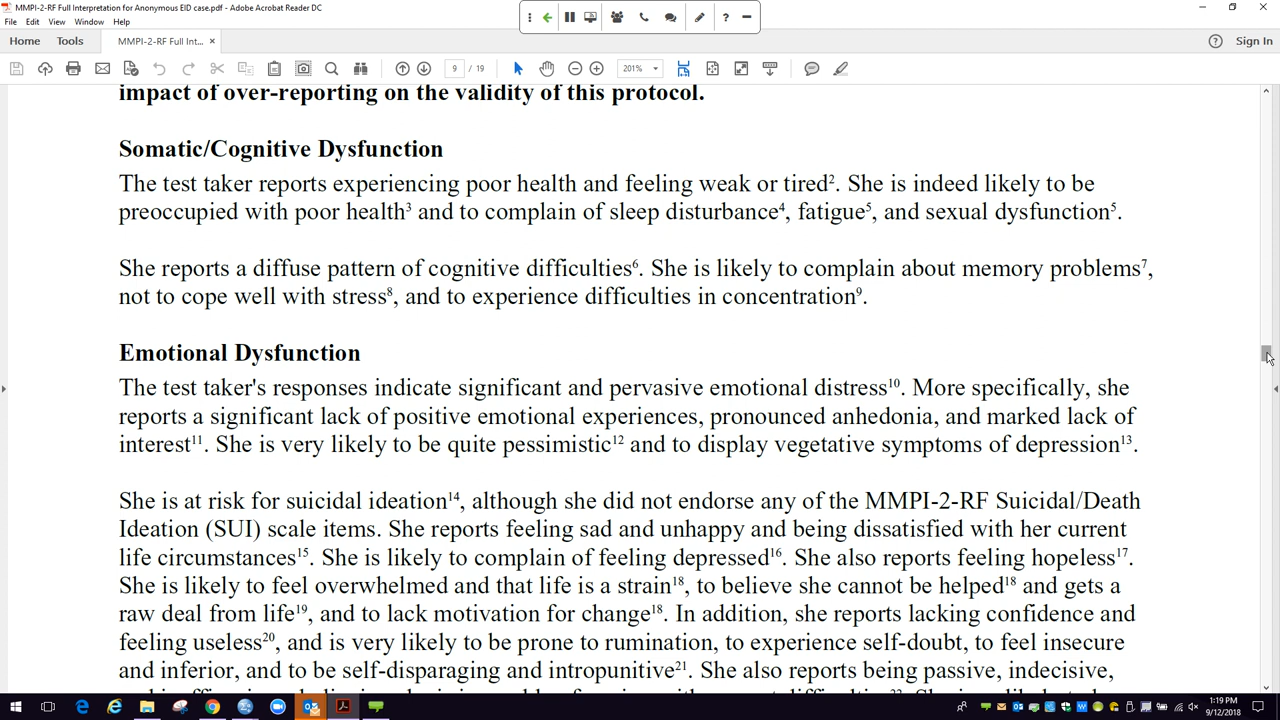 MMPI-2-RF Full Interpretation for Anonymous EID case.pdf - Adobe Acrobat Reader DC
File Edit View Window Help
Home Tools MMPI-2-RF Full Int... × Sign In
9 / 19 201%
impact of over-reporting on the validity of this protocol.
Somatic/Cognitive Dysfunction
The test taker reports experiencing poor health and feeling weak or tired². She is indeed likely to be
preoccupied with poor health³ and to complain of sleep disturbance⁴, fatigue⁵, and sexual dysfunction⁵.
She reports a diffuse pattern of cognitive difficulties⁶. She is likely to complain about memory problems⁷,
not to cope well with stress⁸, and to experience difficulties in concentration⁹.
Emotional Dysfunction
The test taker's responses indicate significant and pervasive emotional distress¹⁰. More specifically, she
reports a significant lack of positive emotional experiences, pronounced anhedonia, and marked lack of
interest¹¹. She is very likely to be quite pessimistic¹² and to display vegetative symptoms of depression¹³.
She is at risk for suicidal ideation¹⁴, although she did not endorse any of the MMPI-2-RF Suicidal/Death
Ideation (SUI) scale items. She reports feeling sad and unhappy and being dissatisfied with her current
life circumstances¹⁵. She is likely to complain of feeling depressed¹⁶. She also reports feeling hopeless¹⁷.
She is likely to feel overwhelmed and that life is a strain¹⁸, to believe she cannot be helped¹⁸ and gets a
raw deal from life¹⁹, and to lack motivation for change¹⁸. In addition, she reports lacking confidence and
feeling useless²⁰, and is very likely to be prone to rumination, to experience self-doubt, to feel insecure
and inferior, and to be self-disparaging and intropunitive²¹. She also reports being passive, indecisive,
1:19 PM
9/12/2018